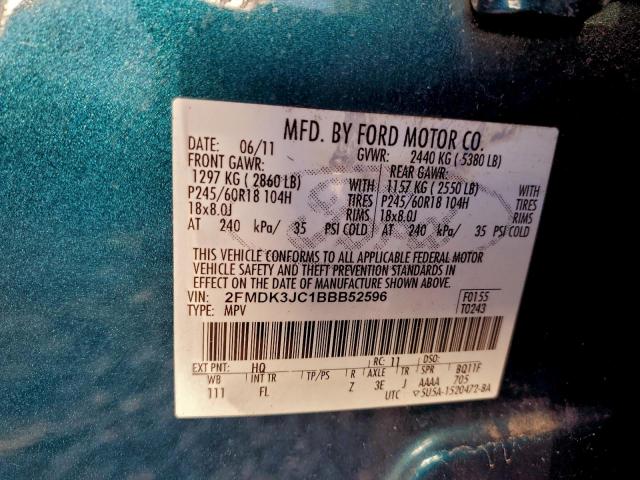 MFD. BY FORD MOTOR CO.
DATE: 06/11 GVWR: 2440 KG ( 5380 LB)
FRONT GAWR: REAR GAWR:
1297 KG ( 2860 LB) WITH 1157 KG ( 2550 LB) WITH
P245/60R18 104H TIRES P245/60R18 104H TIRES
18x8.0J RIMS 18x8.0J RIMS
AT 240 kPa/ 35 PSI COLD AT 240 kPa/ 35 PSI COLD
THIS VEHICLE CONFORMS TO ALL APPLICABLE FEDERAL MOTOR
VEHICLE SAFETY AND THEFT PREVENTION STANDARDS IN
EFFECT ON THE DATE OF MANUFACTURE SHOWN ABOVE.
VIN: 2FMDK3JC1BBB52596 F0155
TYPE: MPV T0243
EXT PNT: HQ RC: 11 DSO:
WB INT TR TP/PS R AXLE TR SPR BQ11F
111 FL Z 3E J AAAA 705
UTC ▽5USA-1520472-BA